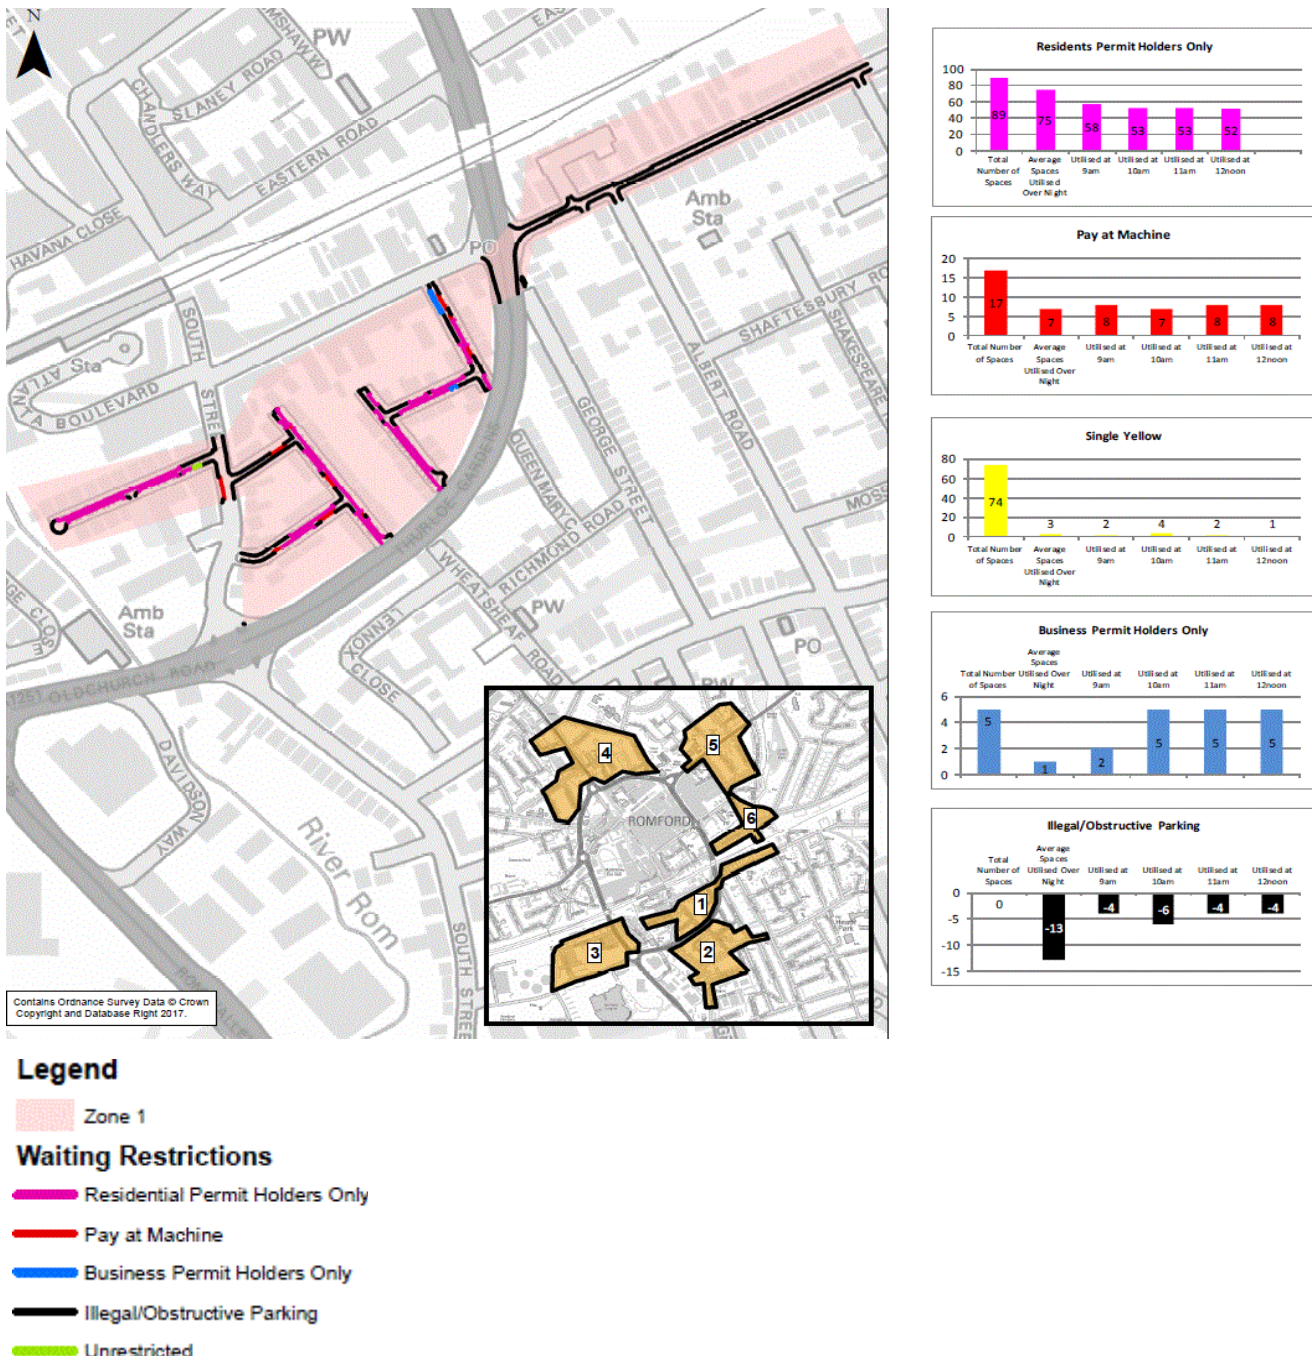 N
PW
SLANEY ROAD
CHANDLERS WAY
EASTERN ROAD
HAVANA CLOSE
PO
Amb
Sta
SHAFTESBURY RO
SHAKESPEARE
ALBERT ROAD
SOUTH
STREE
Sta
BOULEVARD
GEORGE STREET
QUEEN MARY C
RICHMOND ROAD
MOSS
THURLOE GARDENS
WHEATSHEAF
ROAD
LENNOX
CLOSE
PW
PO
PW
Amb
Sta
OLDCHURCH ROAD
DAVIDSON
WAY
River Rom
SOUTH STREE
4
5
6
ROMFORD
1
2
3
Contains Ordnance Survey Data © Crown
Copyright and Database Right 2017.
Residents Permit Holders Only
100
80
60
40
20
0
89
75
58
53
53
52
Total
Number of
Spaces
Average
Spaces
Utilised
Over Night
Utilised at
9am
Utilised at
10am
Utilised at
11am
Utilised at
12noon
Pay at Machine
20
15
10
5
0
17
7
8
7
8
8
Total Number
of Spaces
Average
Spaces
Utilised Over
Night
Utilised at
9am
Utilised at
10am
Utilised at
11am
Utilised at
12noon
Single Yellow
80
60
40
20
0
74
3
2
4
2
1
Total Number
of Spaces
Average
Spaces
Utilised Over
Night
Utilised at
9am
Utilised at
10am
Utilised at
11am
Utilised at
12noon
Business Permit Holders Only
Total Number
of Spaces
Average
Spaces
Utilised Over
Night
Utilised at
9am
Utilised at
10am
Utilised at
11am
Utilised at
12noon
6
4
2
0
5
1
2
5
5
5
Illegal/Obstructive Parking
Total
Number of
Spaces
Average
Spaces
Utilised Over
Night
Utilised at
9am
Utilised at
10am
Utilised at
11am
Utilised at
12noon
0
-5
-10
-15
0
-13
-4
-6
-4
-4
Legend
Zone 1
Waiting Restrictions
Residential Permit Holders Only
Pay at Machine
Business Permit Holders Only
Illegal/Obstructive Parking
Unrestricted